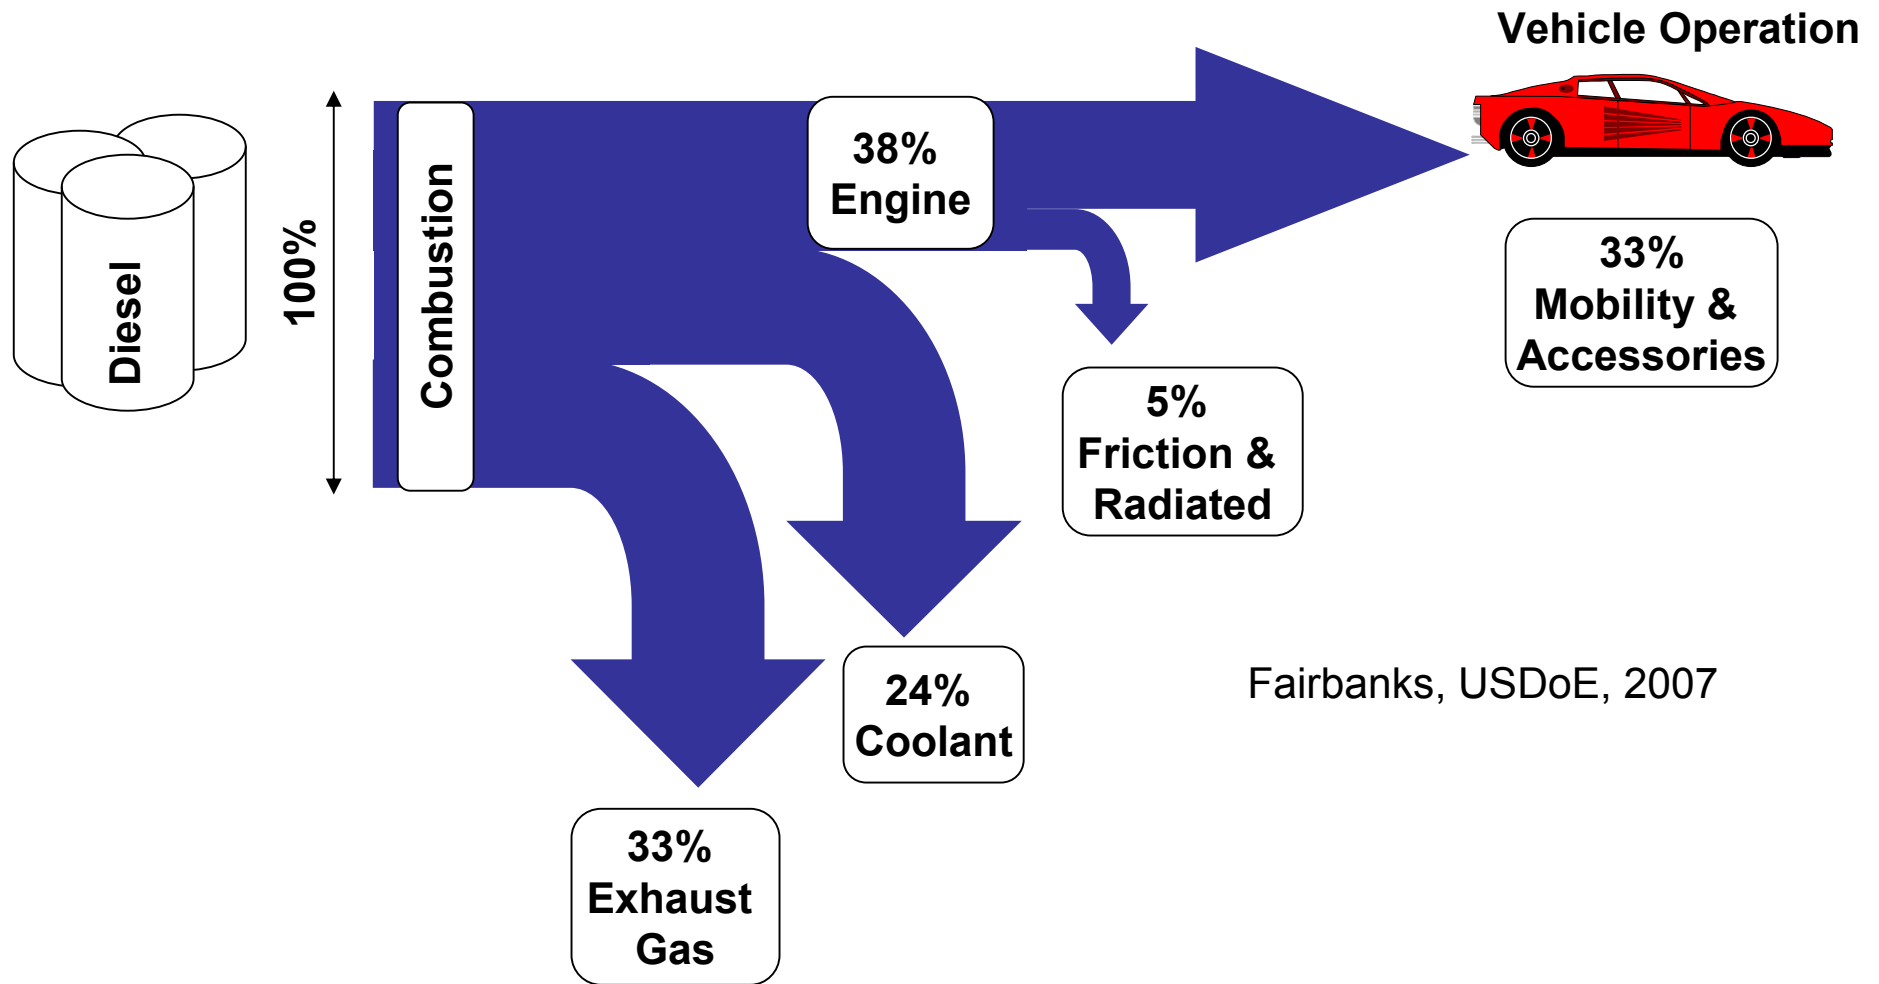 Vehicle Operation
Diesel
100%
Combustion
38%
Engine
33%
Mobility &
Accessories
5%
Friction &
Radiated
24%
Coolant
33%
Exhaust
Gas
Fairbanks, USDoE, 2007